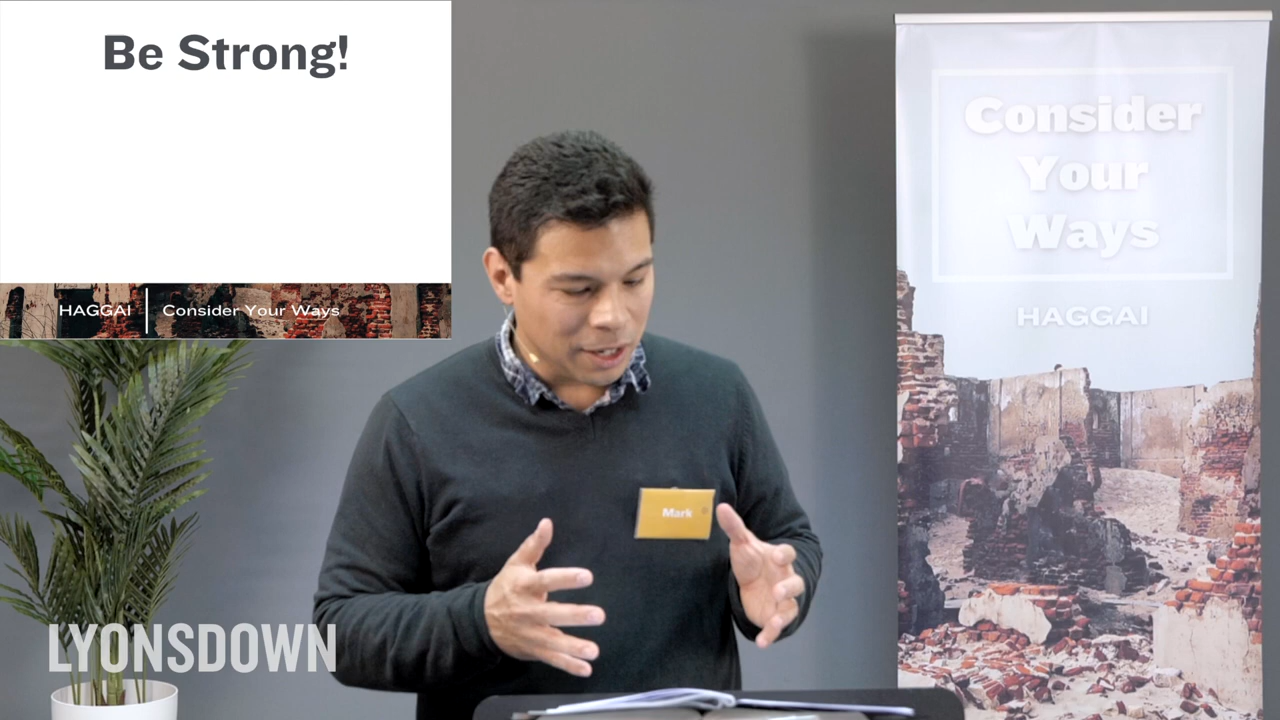 Be Strong!
HAGGAI | Consider Your Ways
Consider
Your
Ways
HAGGAI
Mark
LYONSDOWN